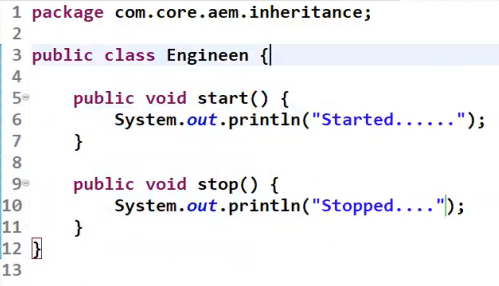 1 package com.core.aem.inheritance;
2
3 public class Engineen {
4
5 public void start() {
6 System.out.println("Started......");
7 }
8
9 public void stop() {
10 System.out.println("Stopped....");
11 }
12 }
13